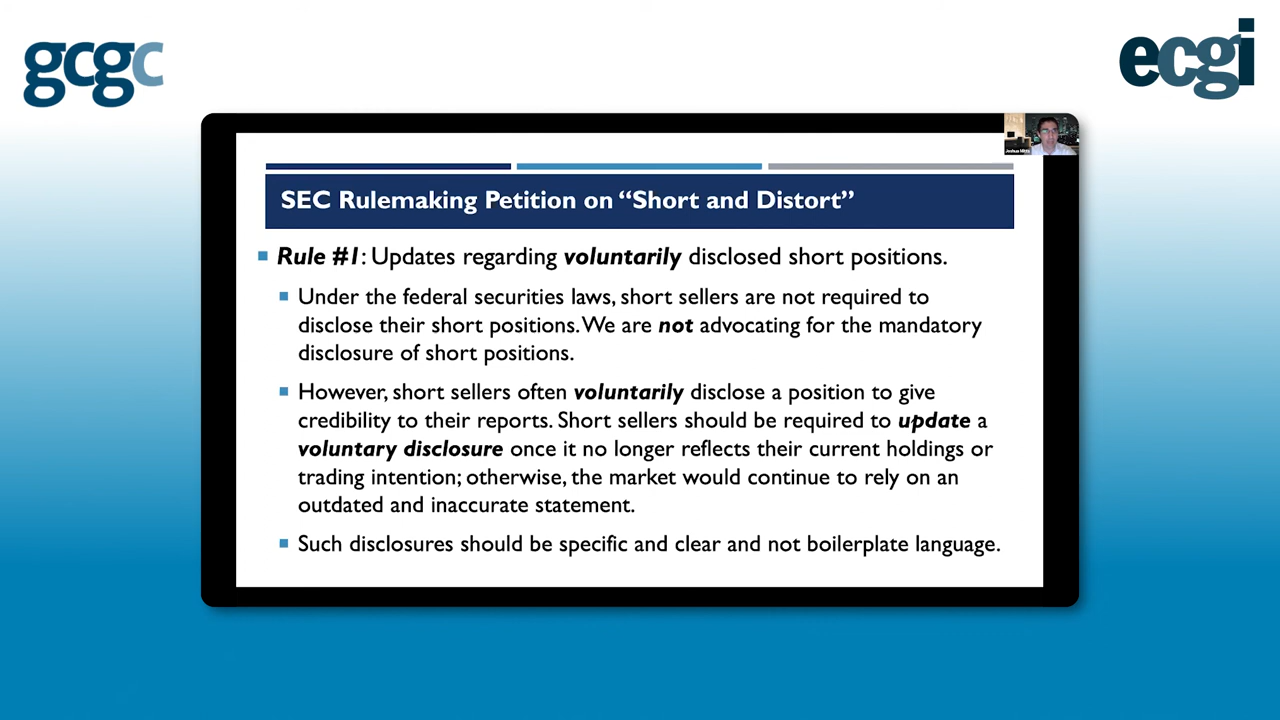 gcgc
ecgi
SEC Rulemaking Petition on “Short and Distort”
Rule #1: Updates regarding voluntarily disclosed short positions.
Under the federal securities laws, short sellers are not required to
disclose their short positions. We are not advocating for the mandatory
disclosure of short positions.
However, short sellers often voluntarily disclose a position to give
credibility to their reports. Short sellers should be required to update a
voluntary disclosure once it no longer reflects their current holdings or
trading intention; otherwise, the market would continue to rely on an
outdated and inaccurate statement.
Such disclosures should be specific and clear and not boilerplate language.